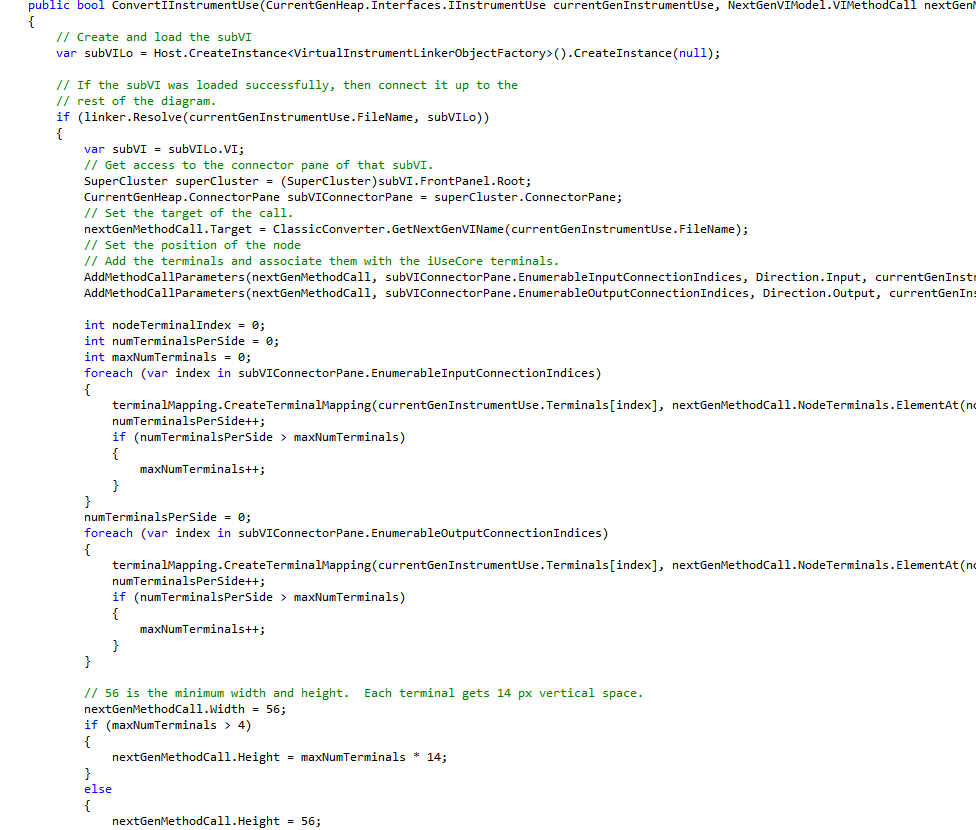 public bool ConvertIInstrumentUse(CurrentGenHeap.Interfaces.IInstrumentUse currentGenInstrumentUse, NextGenVIModel.VIMethodCall nextGen
{
// Create and load the subVI
var subVILo = Host.CreateInstance<VirtualInstrumentLinkerObjectFactory>().CreateInstance(null);
// If the subVI was loaded successfully, then connect it up to the
// rest of the diagram.
if (linker.Resolve(currentGenInstrumentUse.FileName, subVILo))
{
var subVI = subVILo.VI;
// Get access to the connector pane of that subVI.
SuperCluster superCluster = (SuperCluster)subVI.FrontPanel.Root;
CurrentGenHeap.ConnectorPane subVIConnectorPane = superCluster.ConnectorPane;
// Set the target of the call.
nextGenMethodCall.Target = ClassicConverter.GetNextGenVIName(currentGenInstrumentUse.FileName);
// Set the position of the node
// Add the terminals and associate them with the iUseCore terminals.
AddMethodCallParameters(nextGenMethodCall, subVIConnectorPane.EnumerableInputConnectionIndices, Direction.Input, currentGenInstr
AddMethodCallParameters(nextGenMethodCall, subVIConnectorPane.EnumerableOutputConnectionIndices, Direction.Output, currentGenIns
int nodeTerminalIndex = 0;
int numTerminalsPerSide = 0;
int maxNumTerminals = 0;
foreach (var index in subVIConnectorPane.EnumerableInputConnectionIndices)
{
terminalMapping.CreateTerminalMapping(currentGenInstrumentUse.Terminals[index], nextGenMethodCall.NodeTerminals.ElementAt(no
numTerminalsPerSide++;
if (numTerminalsPerSide > maxNumTerminals)
{
maxNumTerminals++;
}
}
numTerminalsPerSide = 0;
foreach (var index in subVIConnectorPane.EnumerableOutputConnectionIndices)
{
terminalMapping.CreateTerminalMapping(currentGenInstrumentUse.Terminals[index], nextGenMethodCall.NodeTerminals.ElementAt(no
numTerminalsPerSide++;
if (numTerminalsPerSide > maxNumTerminals)
{
maxNumTerminals++;
}
}
// 56 is the minimum width and height.  Each terminal gets 14 px vertical space.
nextGenMethodCall.Width = 56;
if (maxNumTerminals > 4)
{
nextGenMethodCall.Height = maxNumTerminals * 14;
}
else
{
nextGenMethodCall.Height = 56;